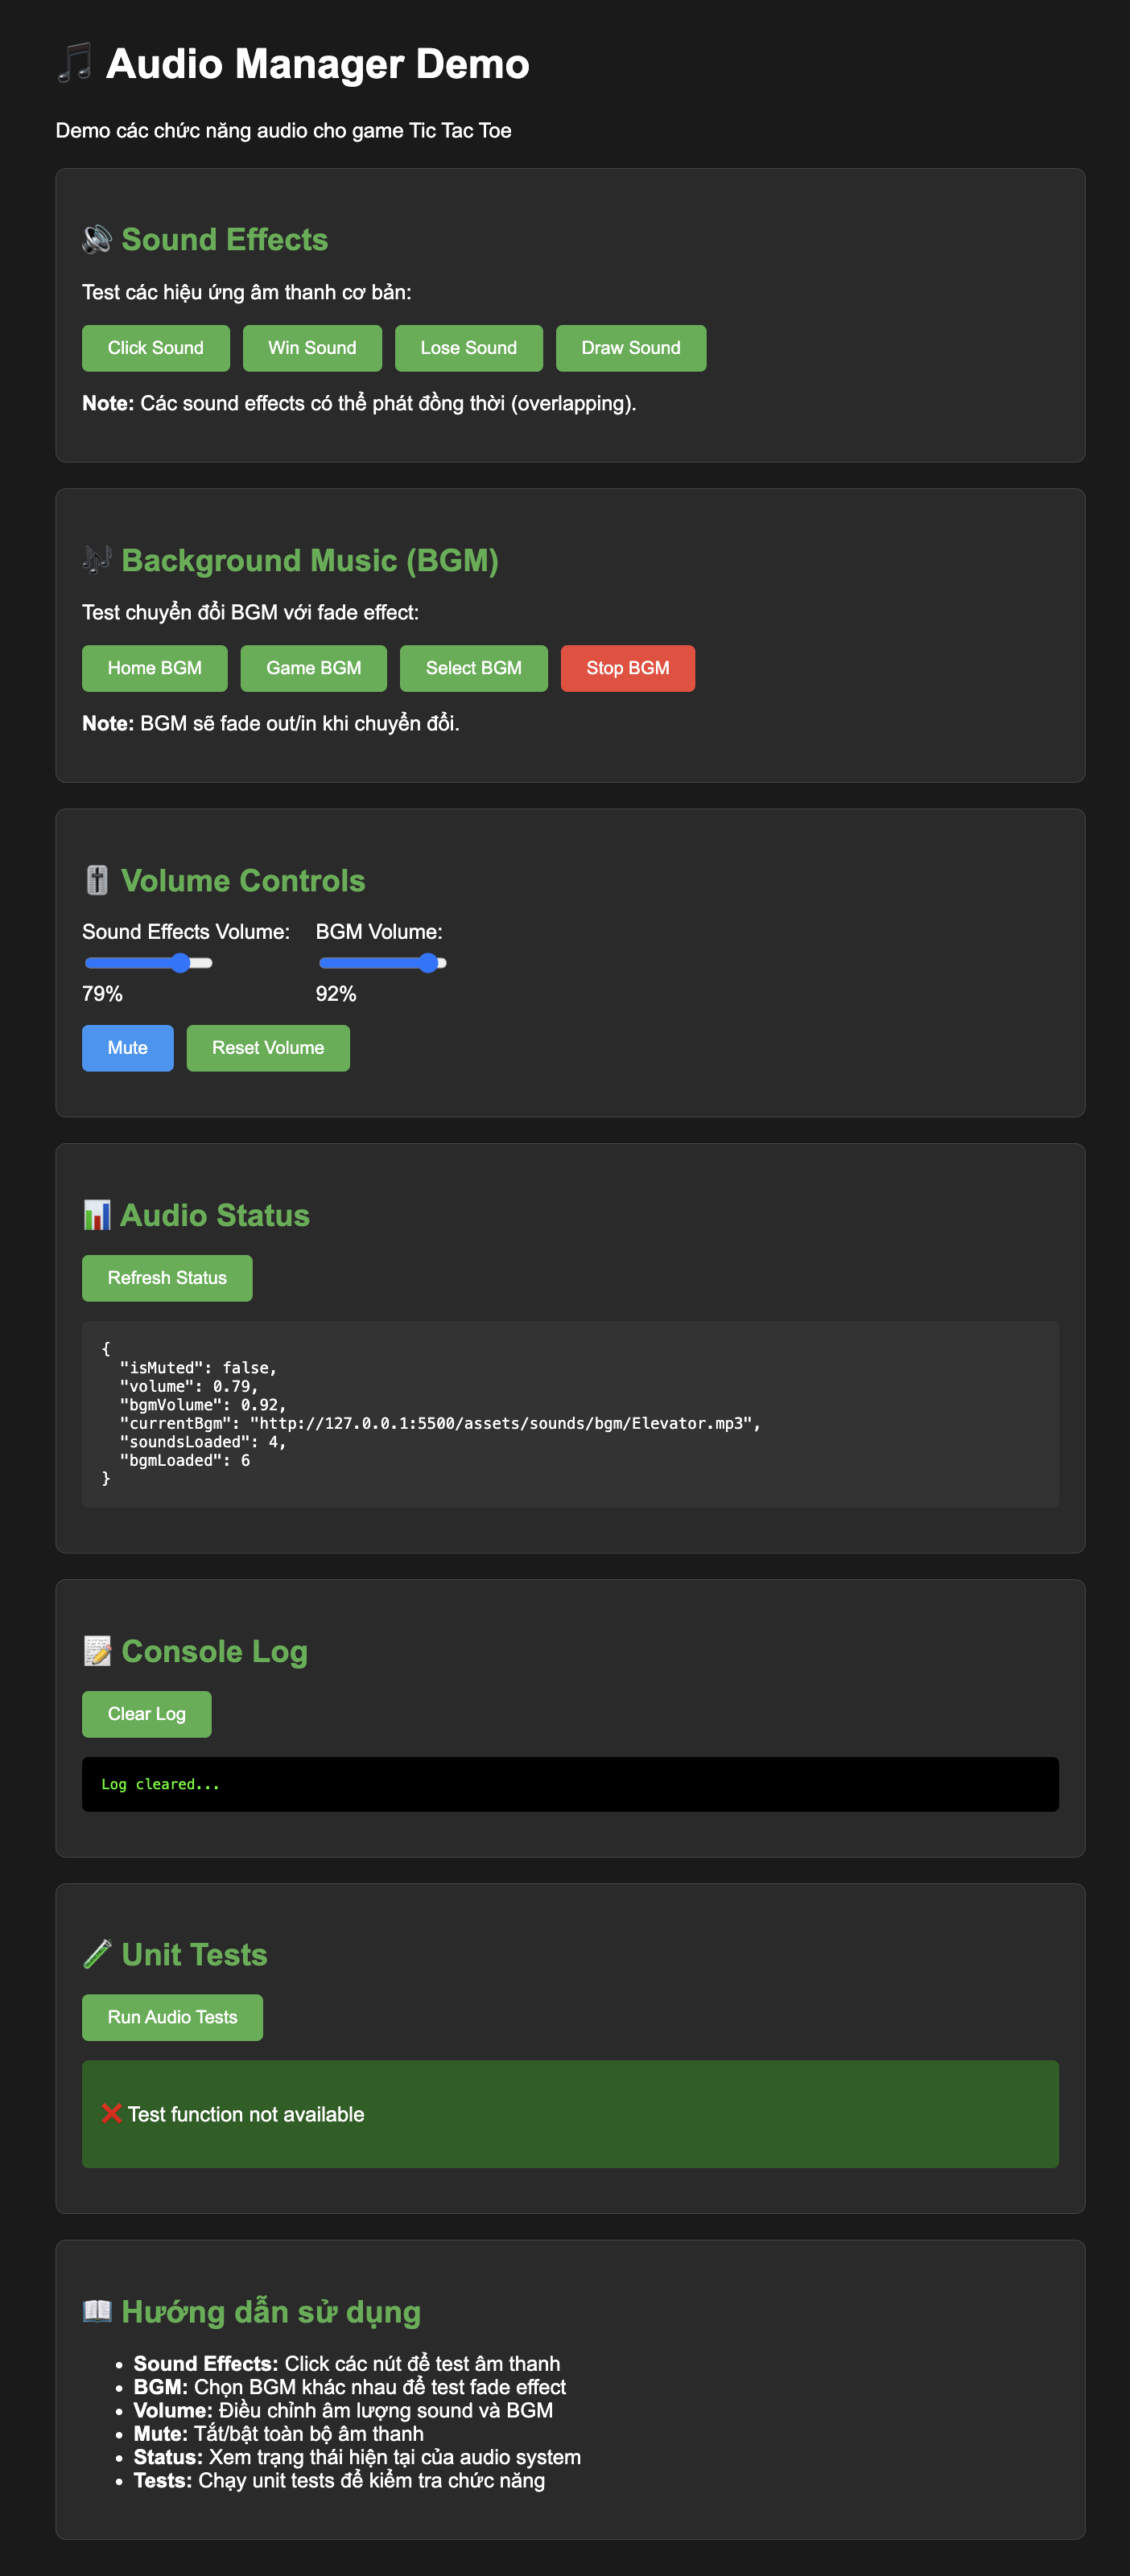 🎵 Audio Manager Demo
Demo các chức năng audio cho game Tic Tac Toe
🔊 Sound Effects
Test các hiệu ứng âm thanh cơ bản:
Click Sound Win Sound Lose Sound Draw Sound
Note: Các sound effects có thể phát đồng thời (overlapping).
🎶 Background Music (BGM)
Test chuyển đổi BGM với fade effect:
Home BGM Game BGM Select BGM Stop BGM
Note: BGM sẽ fade out/in khi chuyển đổi.
🎚️ Volume Controls
Sound Effects Volume: BGM Volume:
79% 92%
Mute Reset Volume
📊 Audio Status
Refresh Status
{
  "isMuted": false,
  "volume": 0.79,
  "bgmVolume": 0.92,
  "currentBgm": "http://127.0.0.1:5500/assets/sounds/bgm/Elevator.mp3",
  "soundsLoaded": 4,
  "bgmLoaded": 6
}
📝 Console Log
Clear Log
Log cleared...
🧪 Unit Tests
Run Audio Tests
❌ Test function not available
📖 Hướng dẫn sử dụng
• Sound Effects: Click các nút để test âm thanh
• BGM: Chọn BGM khác nhau để test fade effect
• Volume: Điều chỉnh âm lượng sound và BGM
• Mute: Tắt/bật toàn bộ âm thanh
• Status: Xem trạng thái hiện tại của audio system
• Tests: Chạy unit tests để kiểm tra chức năng